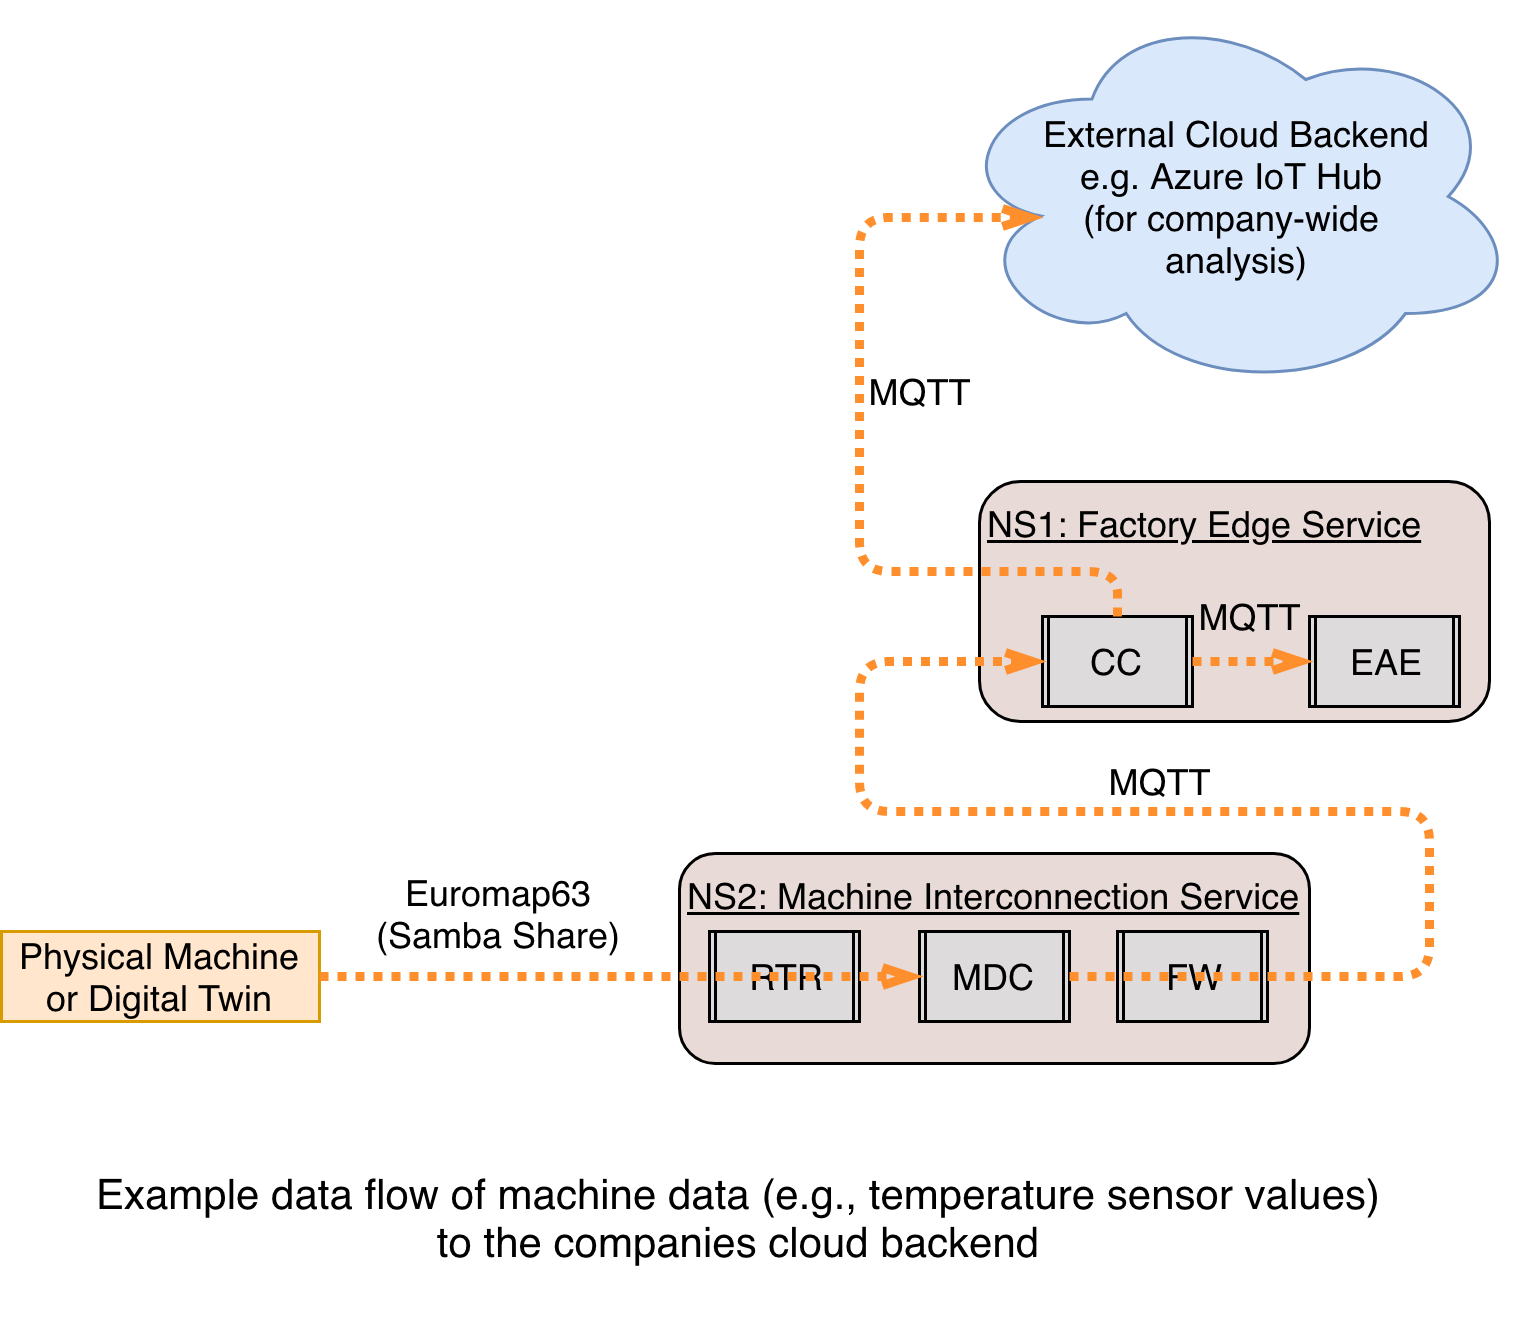 External Cloud Backend
e.g. Azure IoT Hub
(for company-wide
analysis)
MQTT
NS1: Factory Edge Service
MQTT
CC
EAE
MQTT
NS2: Machine Interconnection Service
Euromap63
(Samba Share)
Physical Machine
or Digital Twin
RTR
MDC
FW
Example data flow of machine data (e.g., temperature sensor values)
to the companies cloud backend